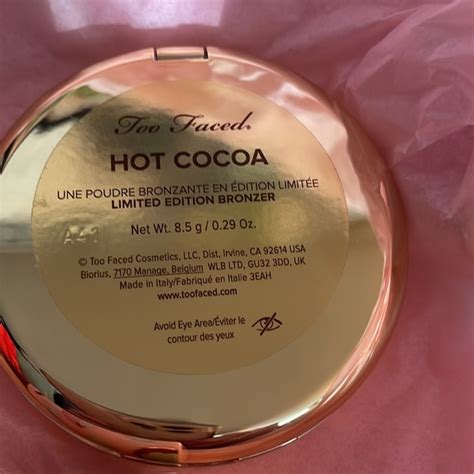 Too Faced.
HOT COCOA
UNE POUDRE BRONZANTE EN ÉDITION LIMITÉE
LIMITED EDITION BRONZER
Net Wt. 8.5 g / 0.29 Oz.
© Too Faced Cosmetics, LLC, Dist, Irvine, CA 92614 USA
Biorius, 7170 Manage, Belgium WLB LTD, GU32 3DD, UK
Made in Italy/Fabriqué en Italie 3EAH
www.toofaced.com
Avoid Eye Area/Éviter le
contour des yeux